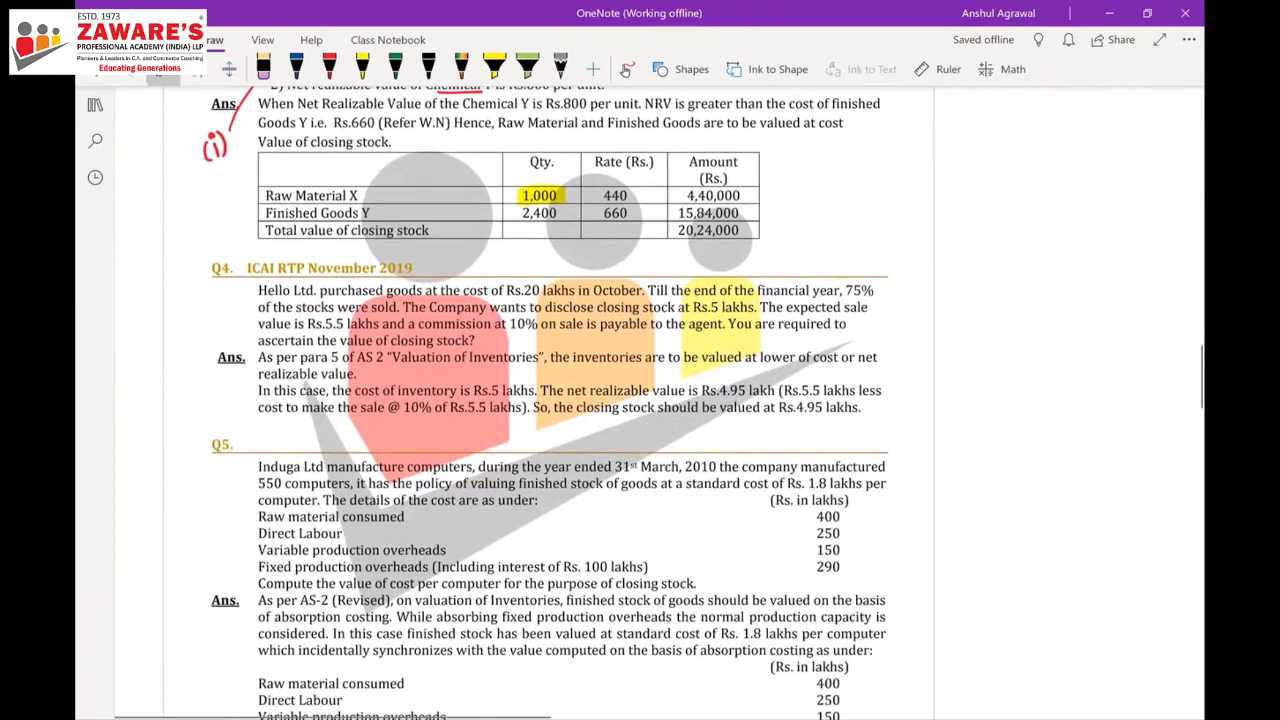 ESTD. 1973
ZAWARE'S
PROFESSIONAL ACADEMY (INDIA) LLP
Pioneers & Leaders in C.A. and Commerce Coaching
Educating Generations
OneNote (Working offline)
Anshul Agrawal
raw View Help Class Notebook
Saved offline Share
Shapes Ink to Shape Ink to Text Ruler Math
b) Net realizable value of Chemical Y is Rs.800 per unit.
Ans. When Net Realizable Value of the Chemical Y is Rs.800 per unit. NRV is greater than the cost of finished
(i)
Goods Y i.e. Rs.660 (Refer W.N) Hence, Raw Material and Finished Goods are to be valued at cost
Value of closing stock.
Qty. Rate (Rs.) Amount
(Rs.)
Raw Material X 1,000 440 4,40,000
Finished Goods Y 2,400 660 15,84,000
Total value of closing stock 20,24,000
Q4. ICAI RTP November 2019
Hello Ltd. purchased goods at the cost of Rs.20 lakhs in October. Till the end of the financial year, 75%
of the stocks were sold. The Company wants to disclose closing stock at Rs.5 lakhs. The expected sale
value is Rs.5.5 lakhs and a commission at 10% on sale is payable to the agent. You are required to
ascertain the value of closing stock?
Ans. As per para 5 of AS 2 “Valuation of Inventories”, the inventories are to be valued at lower of cost or net
realizable value.
In this case, the cost of inventory is Rs.5 lakhs. The net realizable value is Rs.4.95 lakh (Rs.5.5 lakhs less
cost to make the sale @ 10% of Rs.5.5 lakhs). So, the closing stock should be valued at Rs.4.95 lakhs.
Q5.
Induga Ltd manufacture computers, during the year ended 31st March, 2010 the company manufactured
550 computers, it has the policy of valuing finished stock of goods at a standard cost of Rs. 1.8 lakhs per
computer. The details of the cost are as under: (Rs. in lakhs)
Raw material consumed 400
Direct Labour 250
Variable production overheads 150
Fixed production overheads (Including interest of Rs. 100 lakhs) 290
Compute the value of cost per computer for the purpose of closing stock.
Ans. As per AS-2 (Revised), on valuation of Inventories, finished stock of goods should be valued on the basis
of absorption costing. While absorbing fixed production overheads the normal production capacity is
considered. In this case finished stock has been valued at standard cost of Rs. 1.8 lakhs per computer
which incidentally synchronizes with the value computed on the basis of absorption costing as under:
(Rs. in lakhs)
Raw material consumed 400
Direct Labour 250
Variable production overheads 150